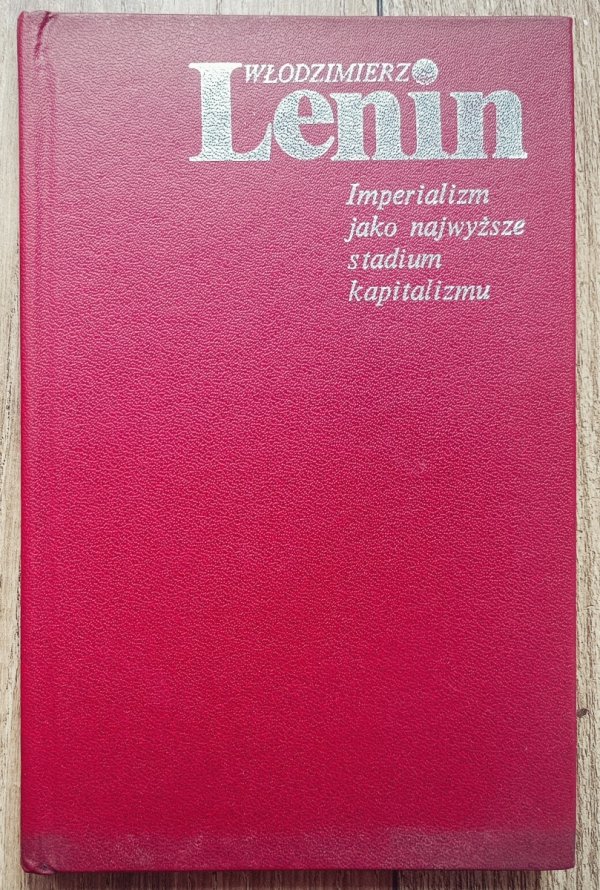 WŁODZIMIERZ
Lenin
Imperializm
jako najwyższe
stadium
kapitalizmu